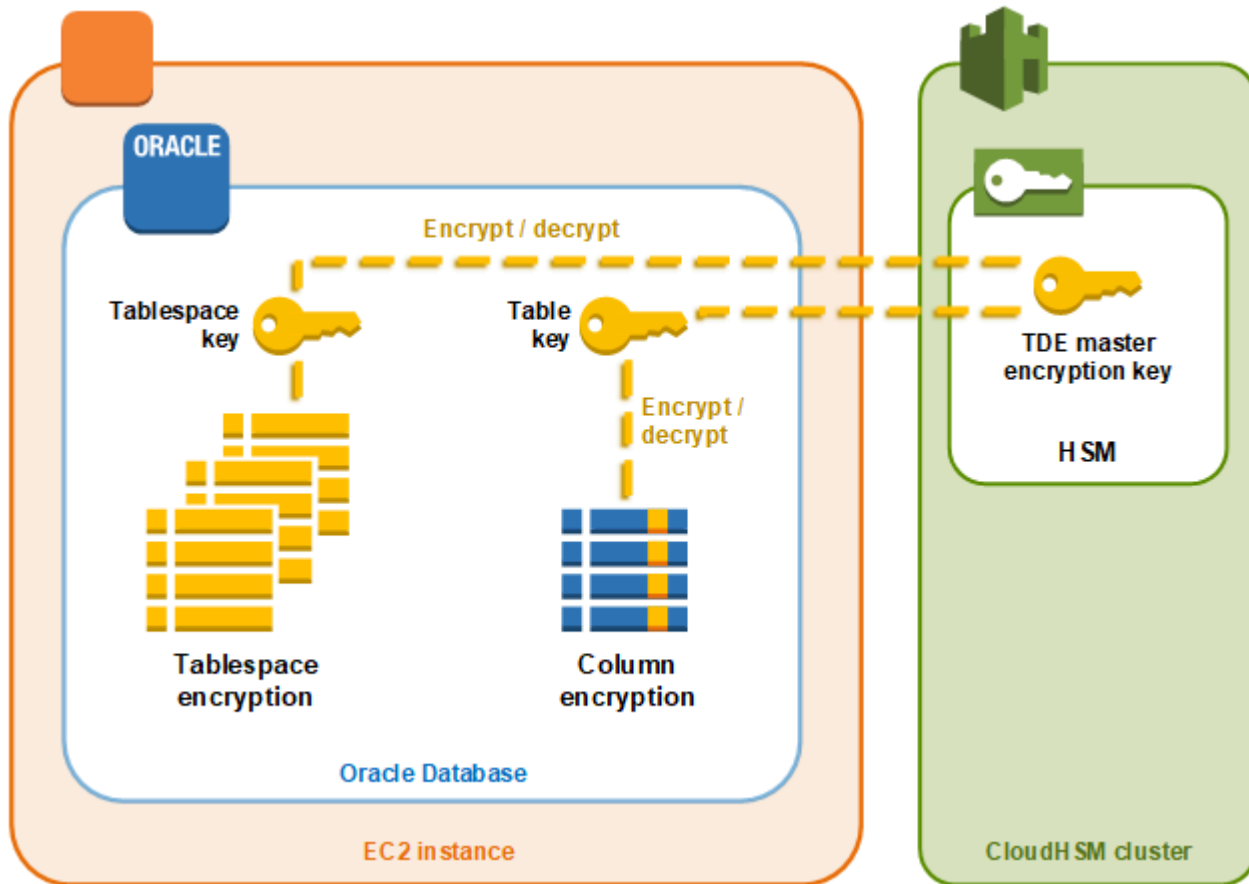 ORACLE
Encrypt / decrypt
Tablespace
key
Table
key
TDE master
encryption key
Encrypt /
decrypt
HSM
Tablespace
encryption
Column
encryption
Oracle Database
EC2 instance
CloudHSM cluster